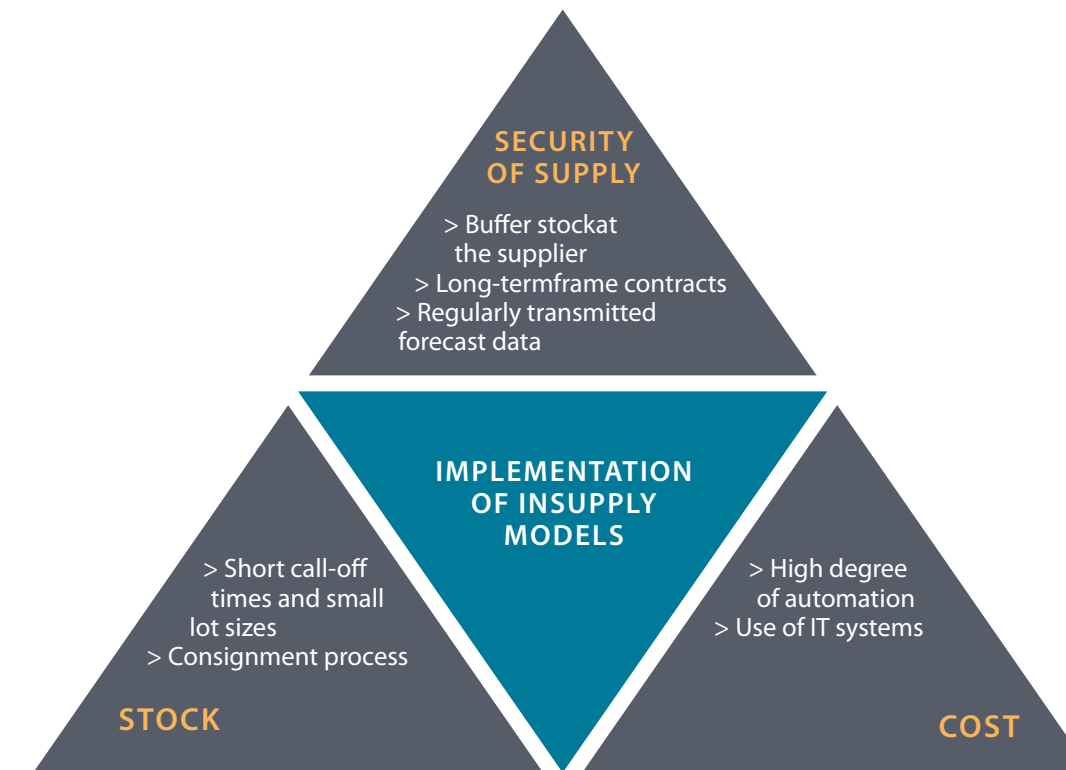 SECURITY
OF SUPPLY
> Buffer stockat
the supplier
> Long-termframe contracts
> Regularly transmitted
forecast data
IMPLEMENTATION
OF INSUPPLY
MODELS
> Short call-off
times and small
lot sizes
> Consignment process
STOCK
> High degree
of automation
> Use of IT systems
COST